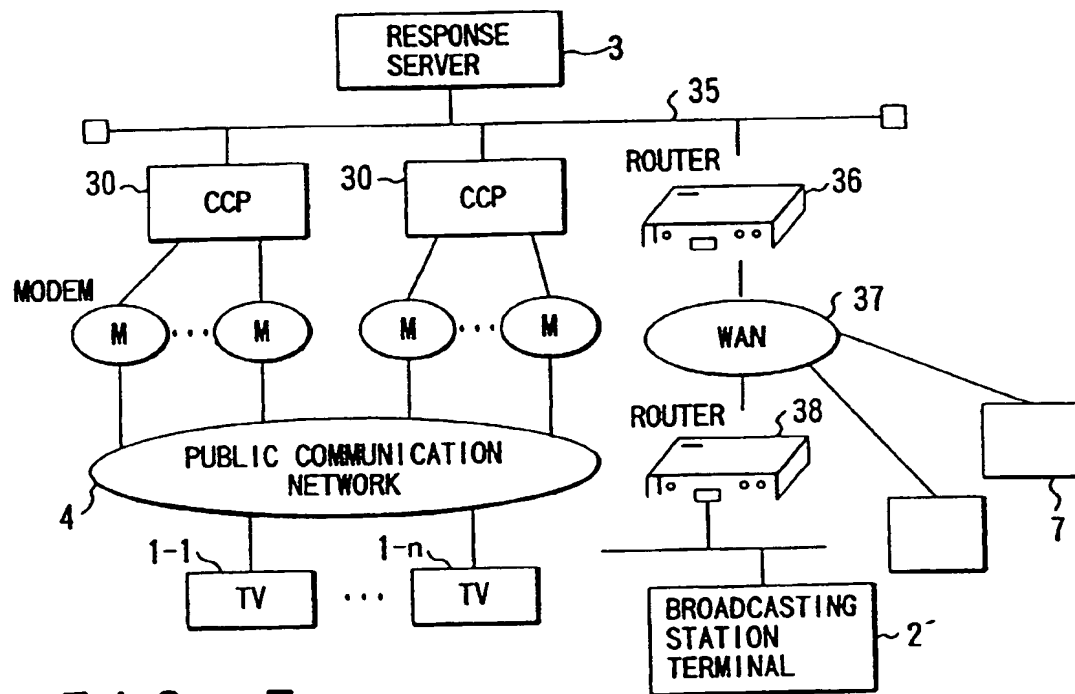 RESPONSE
SERVER
3
35
30
CCP
30
CCP
ROUTER
36
MODEM
M
M
M
M
37
WAN
ROUTER
38
PUBLIC COMMUNICATION
NETWORK
4
7
1-1
1-n
TV
TV
BROADCASTING
STATION
TERMINAL
2´